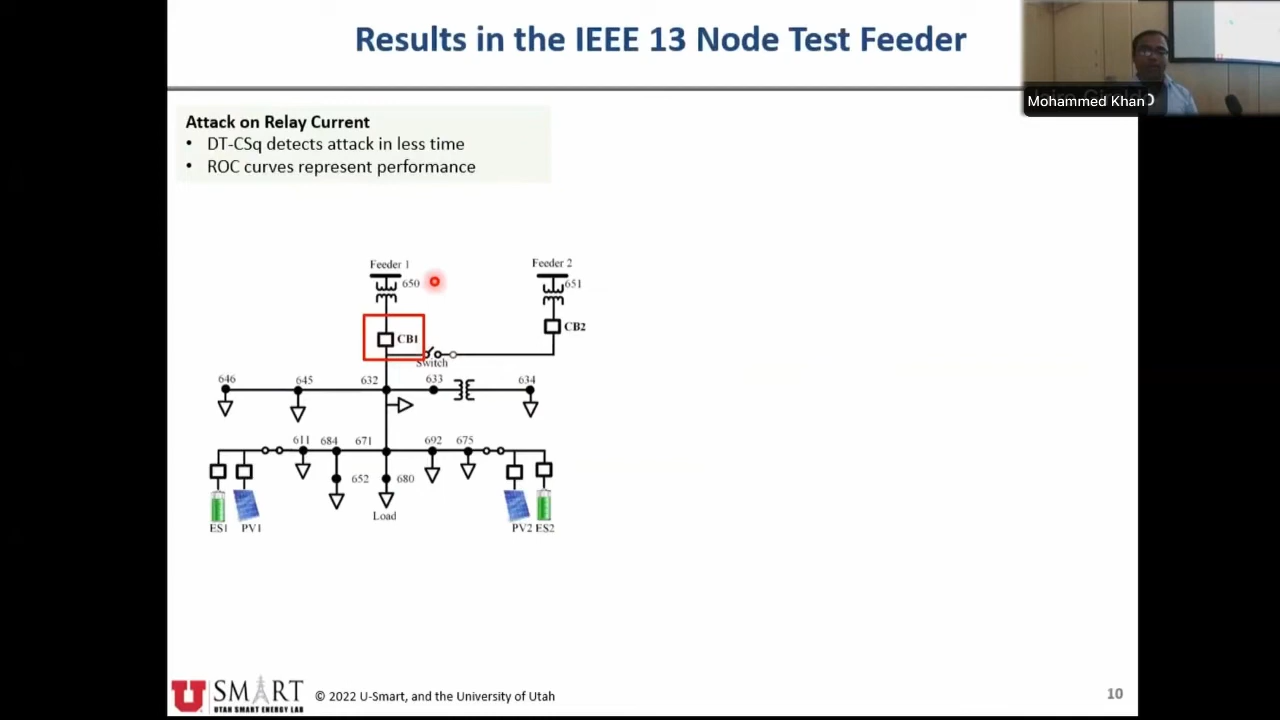 Results in the IEEE 13 Node Test Feeder
Mohammed Khan
Attack on Relay Current
• DT-CSq detects attack in less time
• ROC curves represent performance
Feeder 1
Feeder 2
650
651
CB1
CB2
Switch
646
645
632
633
634
611
684
671
692
675
652
680
Load
ES1
PV1
PV2
ES2
U SMART
UTAH SMART ENERGY LAB
© 2022 U-Smart, and the University of Utah
10